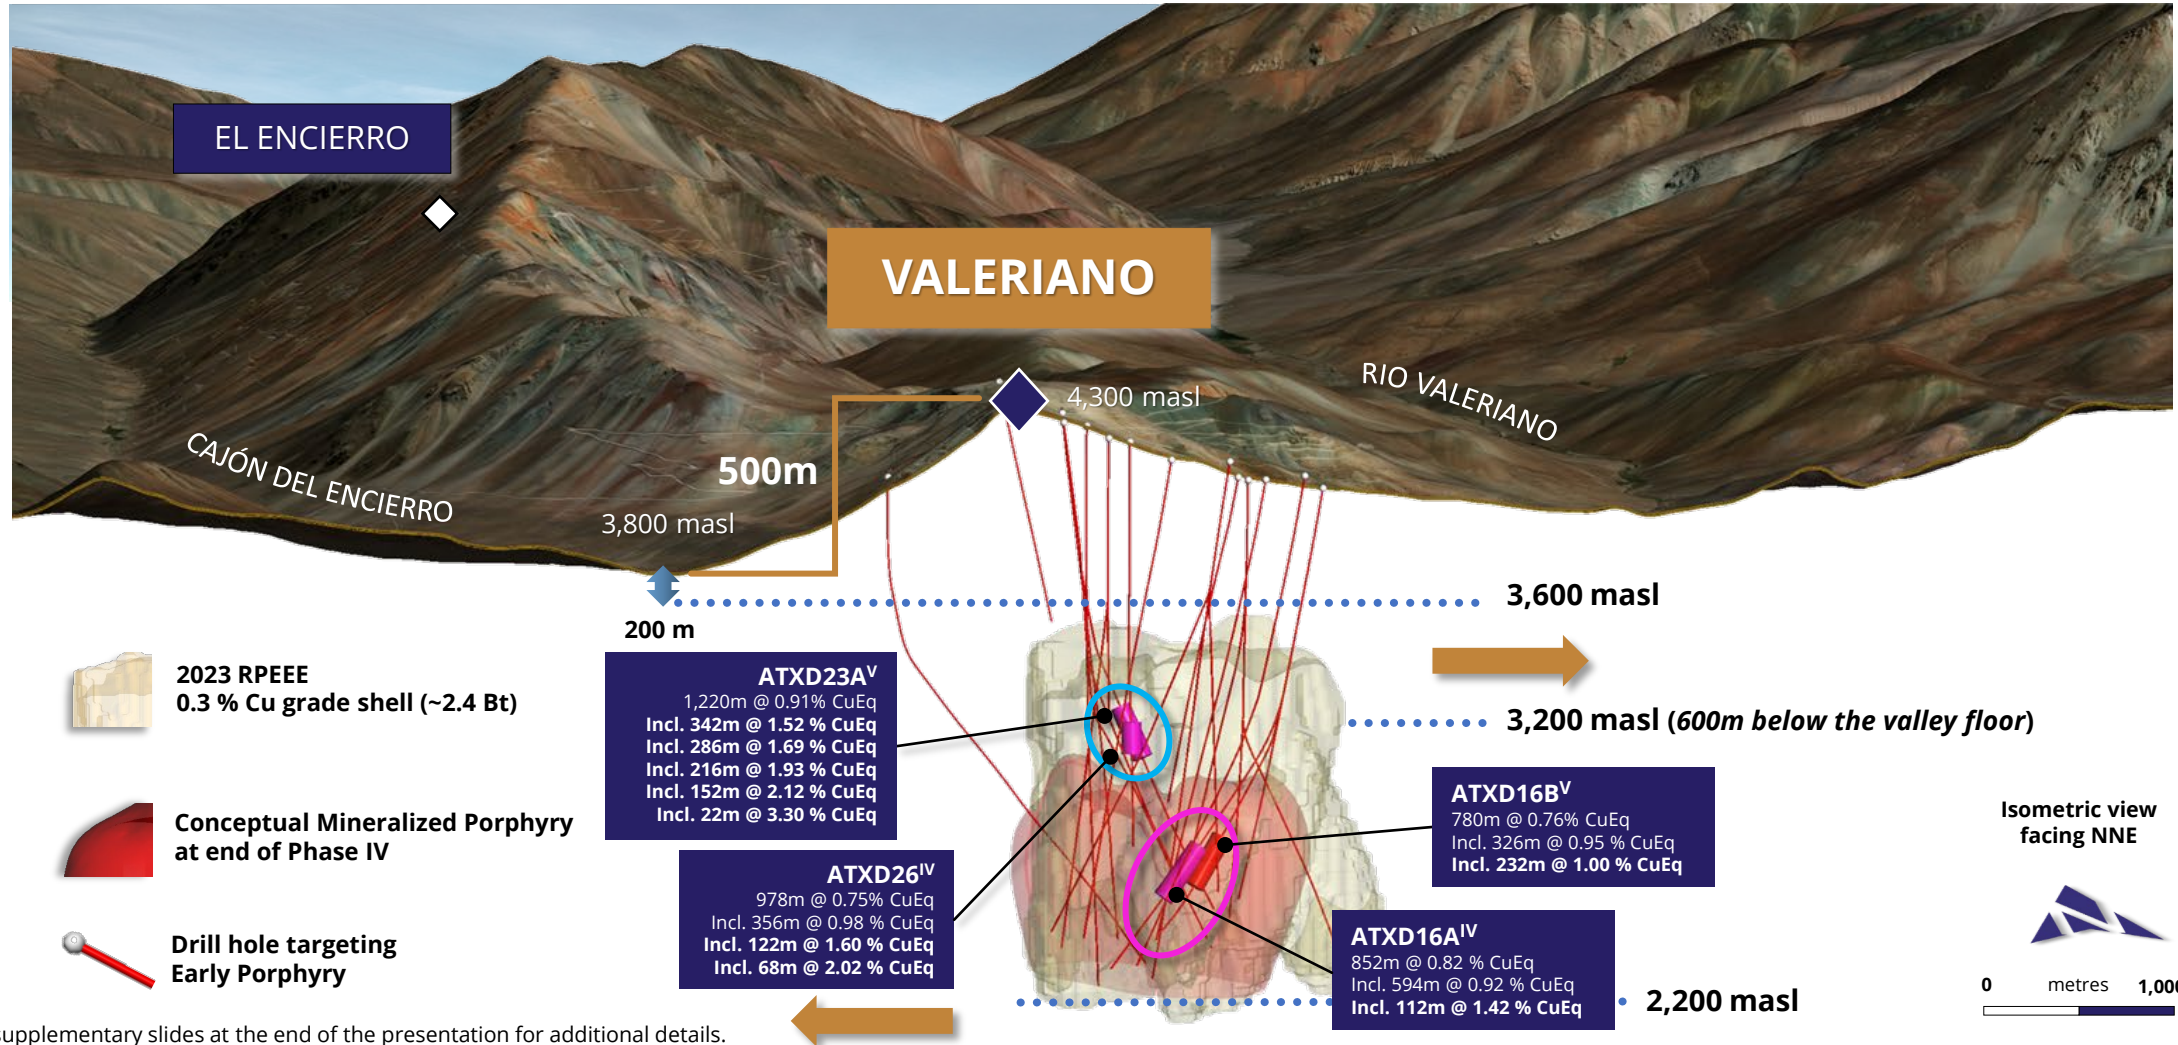 EL ENCIERRO
VALERIANO
4,300 masl
RIO VALERIANO
CAJÓN DEL ENCIERRO
500m
3,800 masl
3,600 masl
200 m
2023 RPEEE
0.3 % Cu grade shell (~2.4 Bt)
ATXD23AV
1,220m @ 0.91% CuEq
Incl. 342m @ 1.52 % CuEq
Incl. 286m @ 1.69 % CuEq
Incl. 216m @ 1.93 % CuEq
Incl. 152m @ 2.12 % CuEq
Incl. 22m @ 3.30 % CuEq
3,200 masl (600m below the valley floor)
Conceptual Mineralized Porphyry
at end of Phase IV
ATXD16BV
780m @ 0.76% CuEq
Incl. 326m @ 0.95 % CuEq
Incl. 232m @ 1.00 % CuEq
Isometric view
facing NNE
ATXD26IV
978m @ 0.75% CuEq
Incl. 356m @ 0.98 % CuEq
Incl. 122m @ 1.60 % CuEq
Incl. 68m @ 2.02 % CuEq
Drill hole targeting
Early Porphyry
ATXD16AIV
852m @ 0.82 % CuEq
Incl. 594m @ 0.92 % CuEq
Incl. 112m @ 1.42 % CuEq
2,200 masl
0 metres 1,000
supplementary slides at the end of the presentation for additional details.